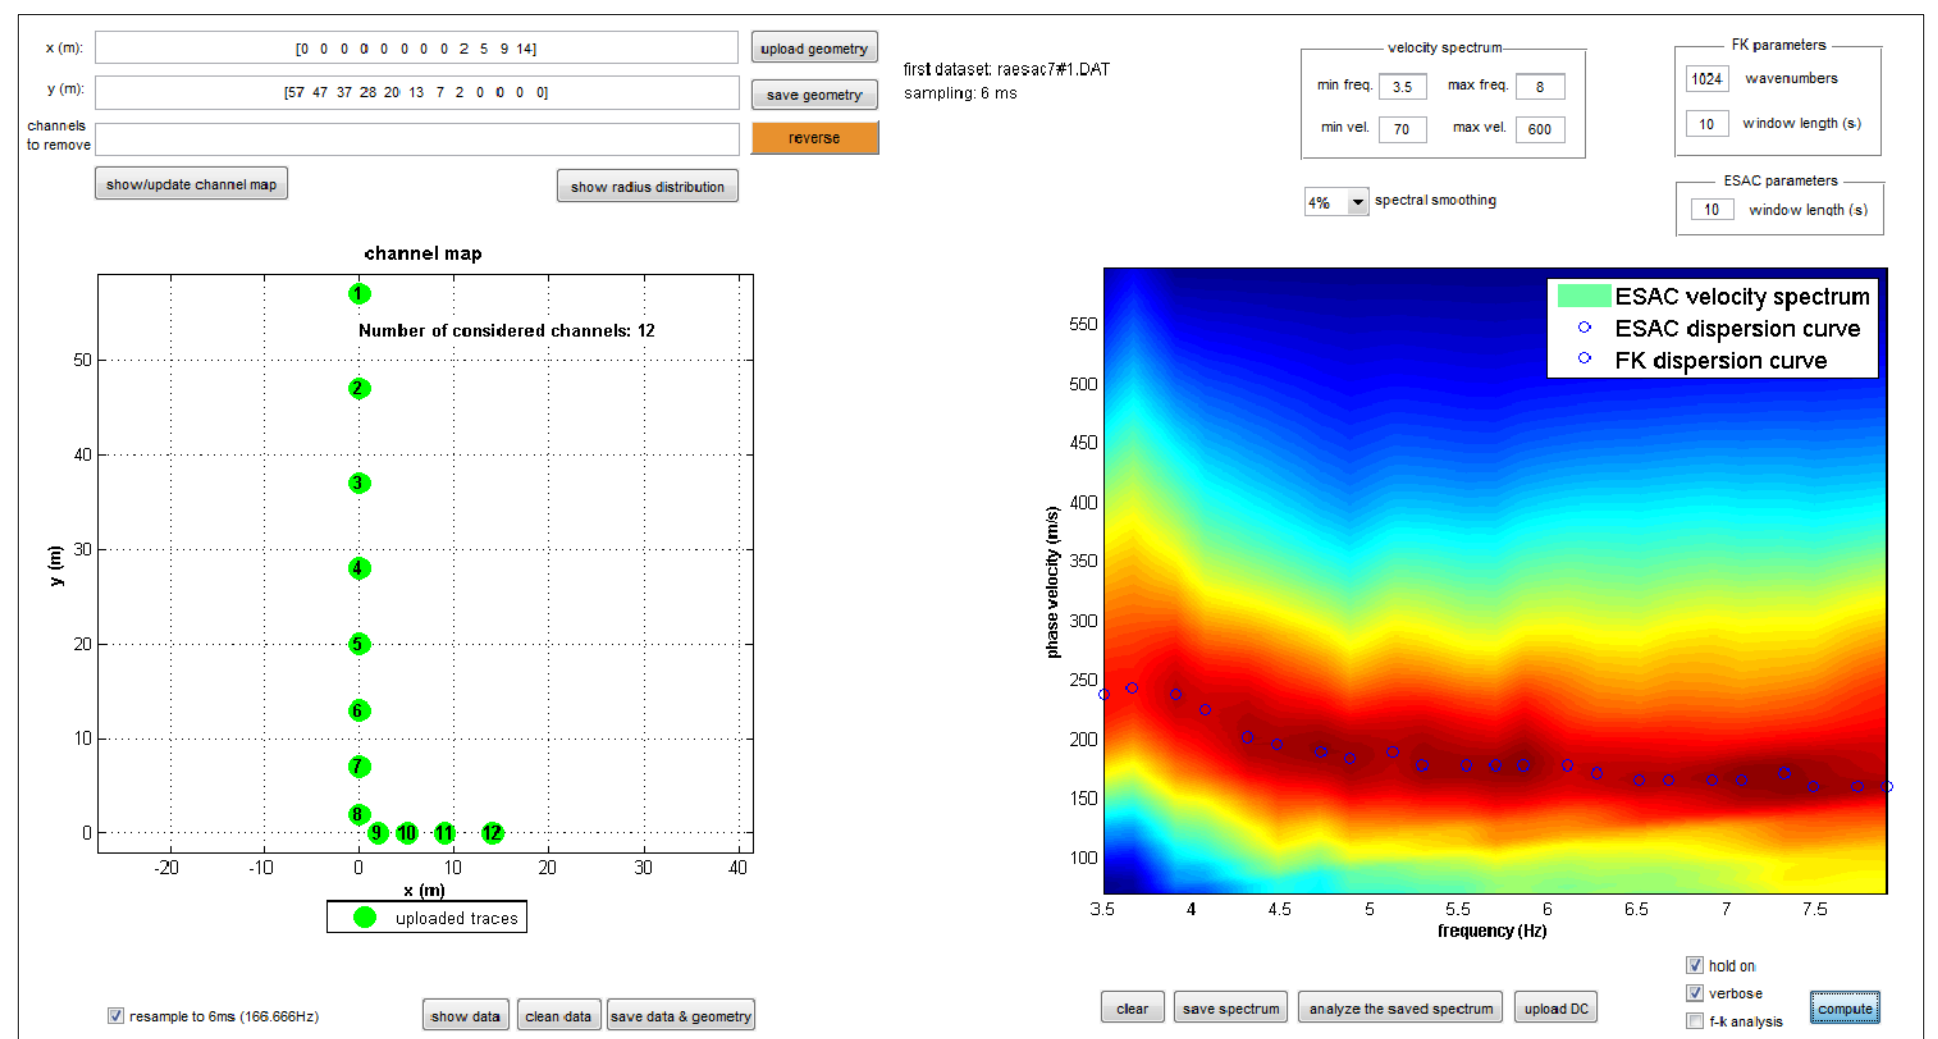 x (m):
[0 0 0 0 0 0 0 0 2 5 9 14]
upload geometry
y (m):
[57 47 37 28 20 13 7 2 0 0 0 0]
save geometry
channels
to remove
reverse
show/update channel map
show radius distribution
first dataset: raesac7#1.DAT
sampling: 6 ms
velocity spectrum
min freq.
3.5
max freq.
8
min vel.
70
max vel.
600
4%
spectral smoothing
FK parameters
1024
wavenumbers
10
window length (s)
ESAC parameters
10
window length (s)
channel map
1
Number of considered channels: 12
2
3
4
5
6
7
8
9
10
11
12
50
40
30
20
10
0
y (m)
-20
-10
0
10
20
30
40
x (m)
uploaded traces
ESAC velocity spectrum
ESAC dispersion curve
FK dispersion curve
550
500
450
400
350
300
250
200
150
100
phase velocity (m/s)
3.5
4
4.5
5
5.5
6
6.5
7
7.5
frequency (Hz)
resample to 6ms (166.666Hz)
show data
clean data
save data & geometry
clear
save spectrum
analyze the saved spectrum
upload DC
hold on
verbose
f-k analysis
compute